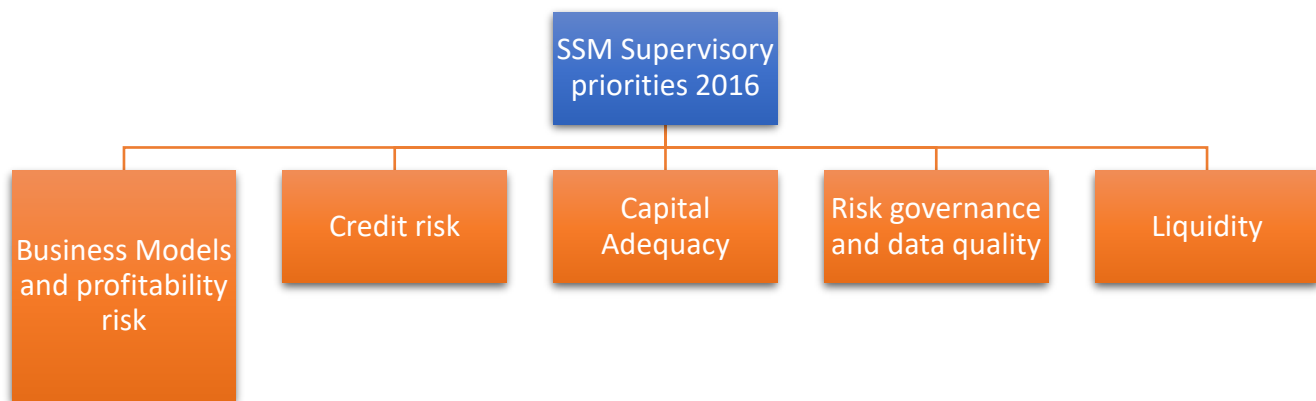 SSM Supervisory
priorities 2016
Business Models
and profitability
risk
Credit risk
Capital
Adequacy
Risk governance
and data quality
Liquidity